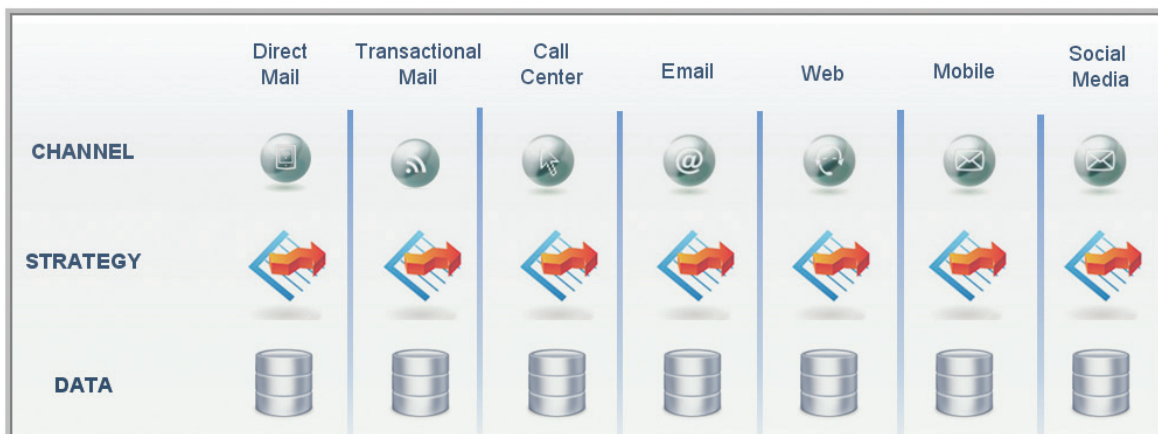 Direct
Mail
Transactional
Mail
Call
Center
Email
Web
Mobile
Social
Media
CHANNEL
@
STRATEGY
DATA